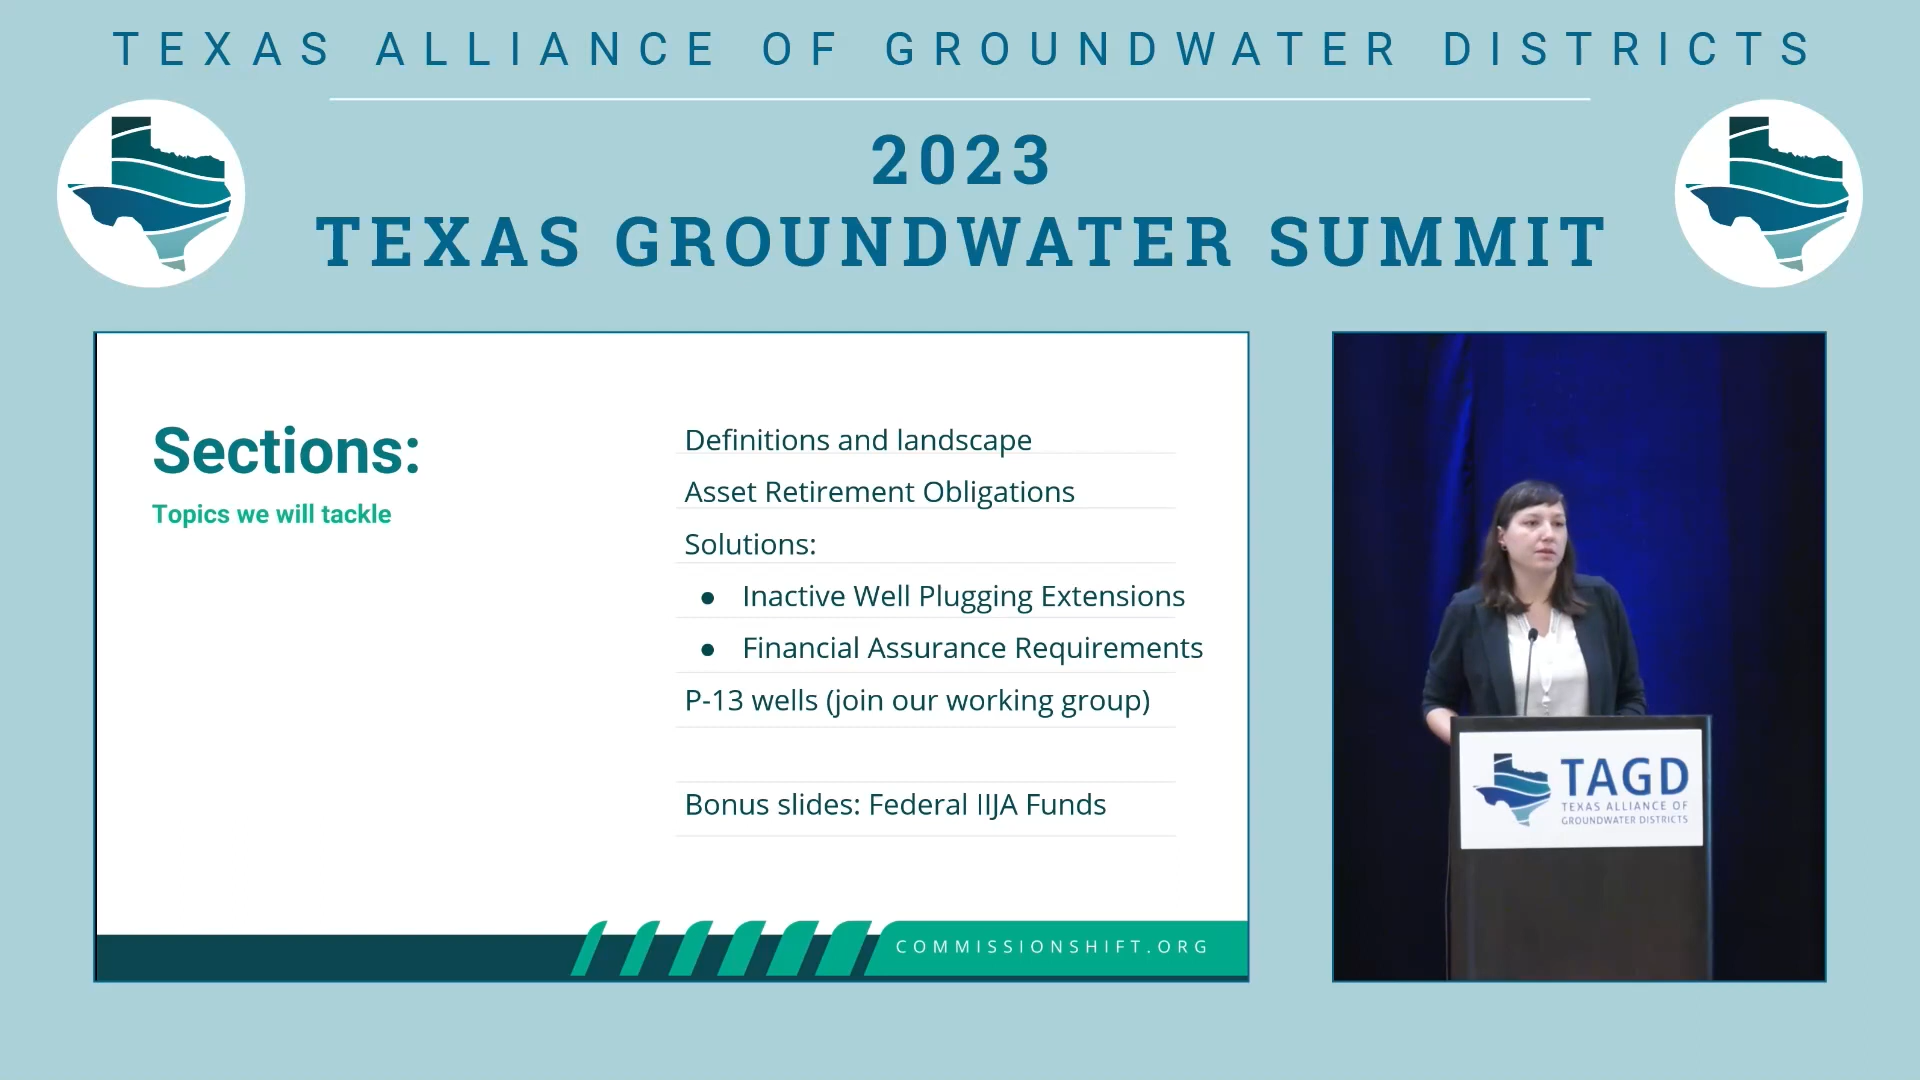 TEXAS ALLIANCE OF GROUNDWATER DISTRICTS
2023
TEXAS GROUNDWATER SUMMIT
Sections:
Topics we will tackle
Definitions and landscape
Asset Retirement Obligations
Solutions:
● Inactive Well Plugging Extensions
● Financial Assurance Requirements
P-13 wells (join our working group)
Bonus slides: Federal IIJA Funds
COMMISSIONSHIFT.ORG
TAGD
TEXAS ALLIANCE OF
GROUNDWATER DISTRICTS